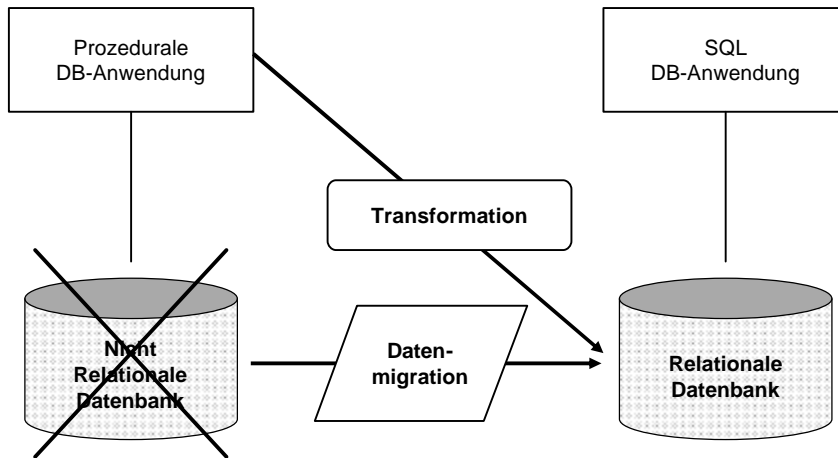 Prozedurale
DB-Anwendung
SQL
DB-Anwendung
Transformation
Nicht
Relationale
Datenbank
Daten-
migration
Relationale
Datenbank